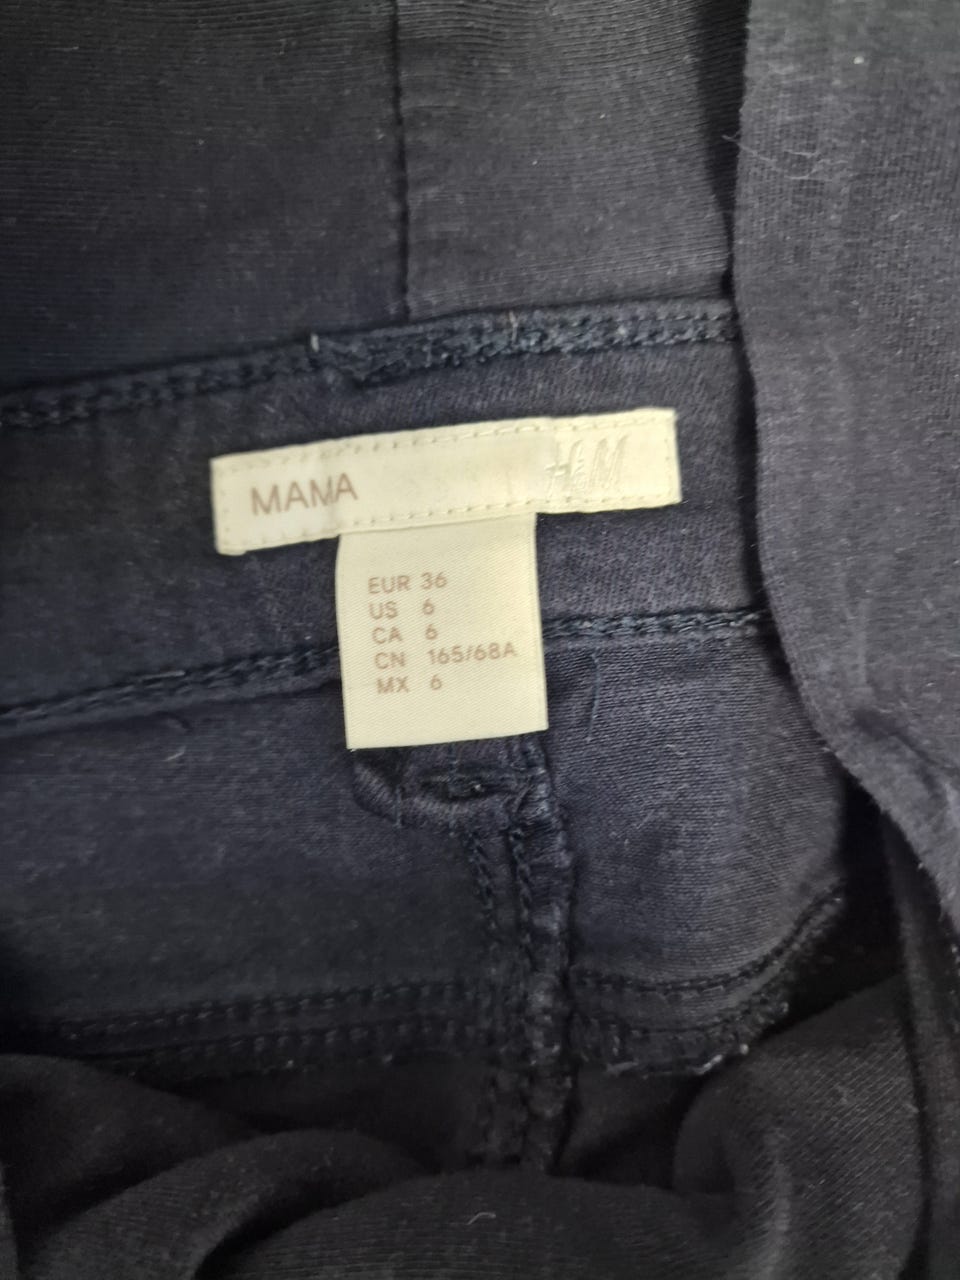 MAMA H&M
EUR 36
US 6
CA 6
CN 165/68A
MX 6